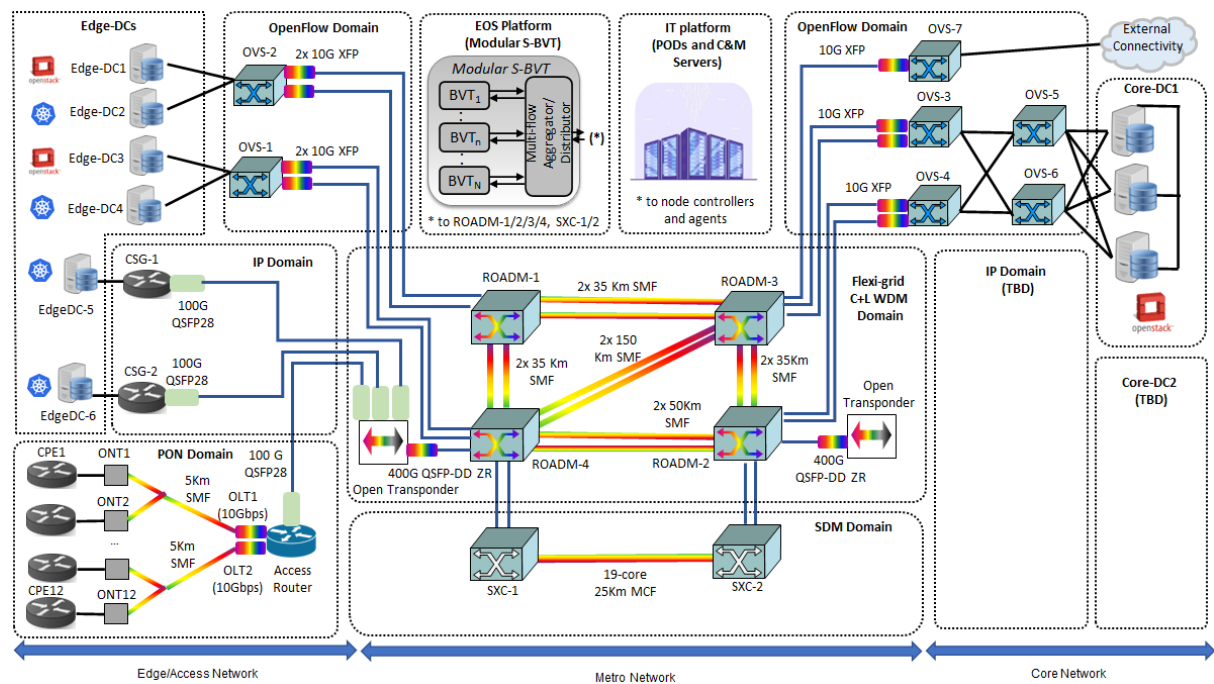 Edge-DCs
openstack
Edge-DC1
Edge-DC2
openstack
Edge-DC3
Edge-DC4
EdgeDC-5
EdgeDC-6
OpenFlow Domain
OVS-2
2x 10G XFP
OVS-1
2x 10G XFP
EOS Platform
(Modular S-BVT)
Modular S-BVT
BVT1
BVTn
BVTN
Multi-flow
Aggregator/
Distributor
(*)
* to ROADM-1/2/3/4, SXC-1/2
IT platform
(PODs and C&M
Servers)
* to node controllers
and agents
OpenFlow Domain
OVS-7
10G XFP
OVS-3
10G XFP
OVS-5
OVS-4
10G XFP
OVS-6
External
Connectivity
Core-DC1
openstack
IP Domain
CSG-1
100G
QSFP28
CSG-2
100G
QSFP28
Flexi-grid
C+L WDM
Domain
ROADM-1
2x 35 Km SMF
ROADM-3
2x 35 Km
SMF
2x 150
Km SMF
2x 35Km
SMF
2x 50Km
SMF
ROADM-4
ROADM-2
400G QSFP-DD ZR
Open Transponder
Open
Transponder
400G
QSFP-DD ZR
IP Domain
(TBD)
Core-DC2
(TBD)
PON Domain
CPE1
ONT1
ONT2
...
CPE12
ONT12
5Km
SMF
5Km
SMF
OLT1
(10Gbps)
OLT2
(10Gbps)
100 G
QSFP28
Access
Router
SDM Domain
SXC-1
19-core
25Km MCF
SXC-2
Edge/Access Network
Metro Network
Core Network